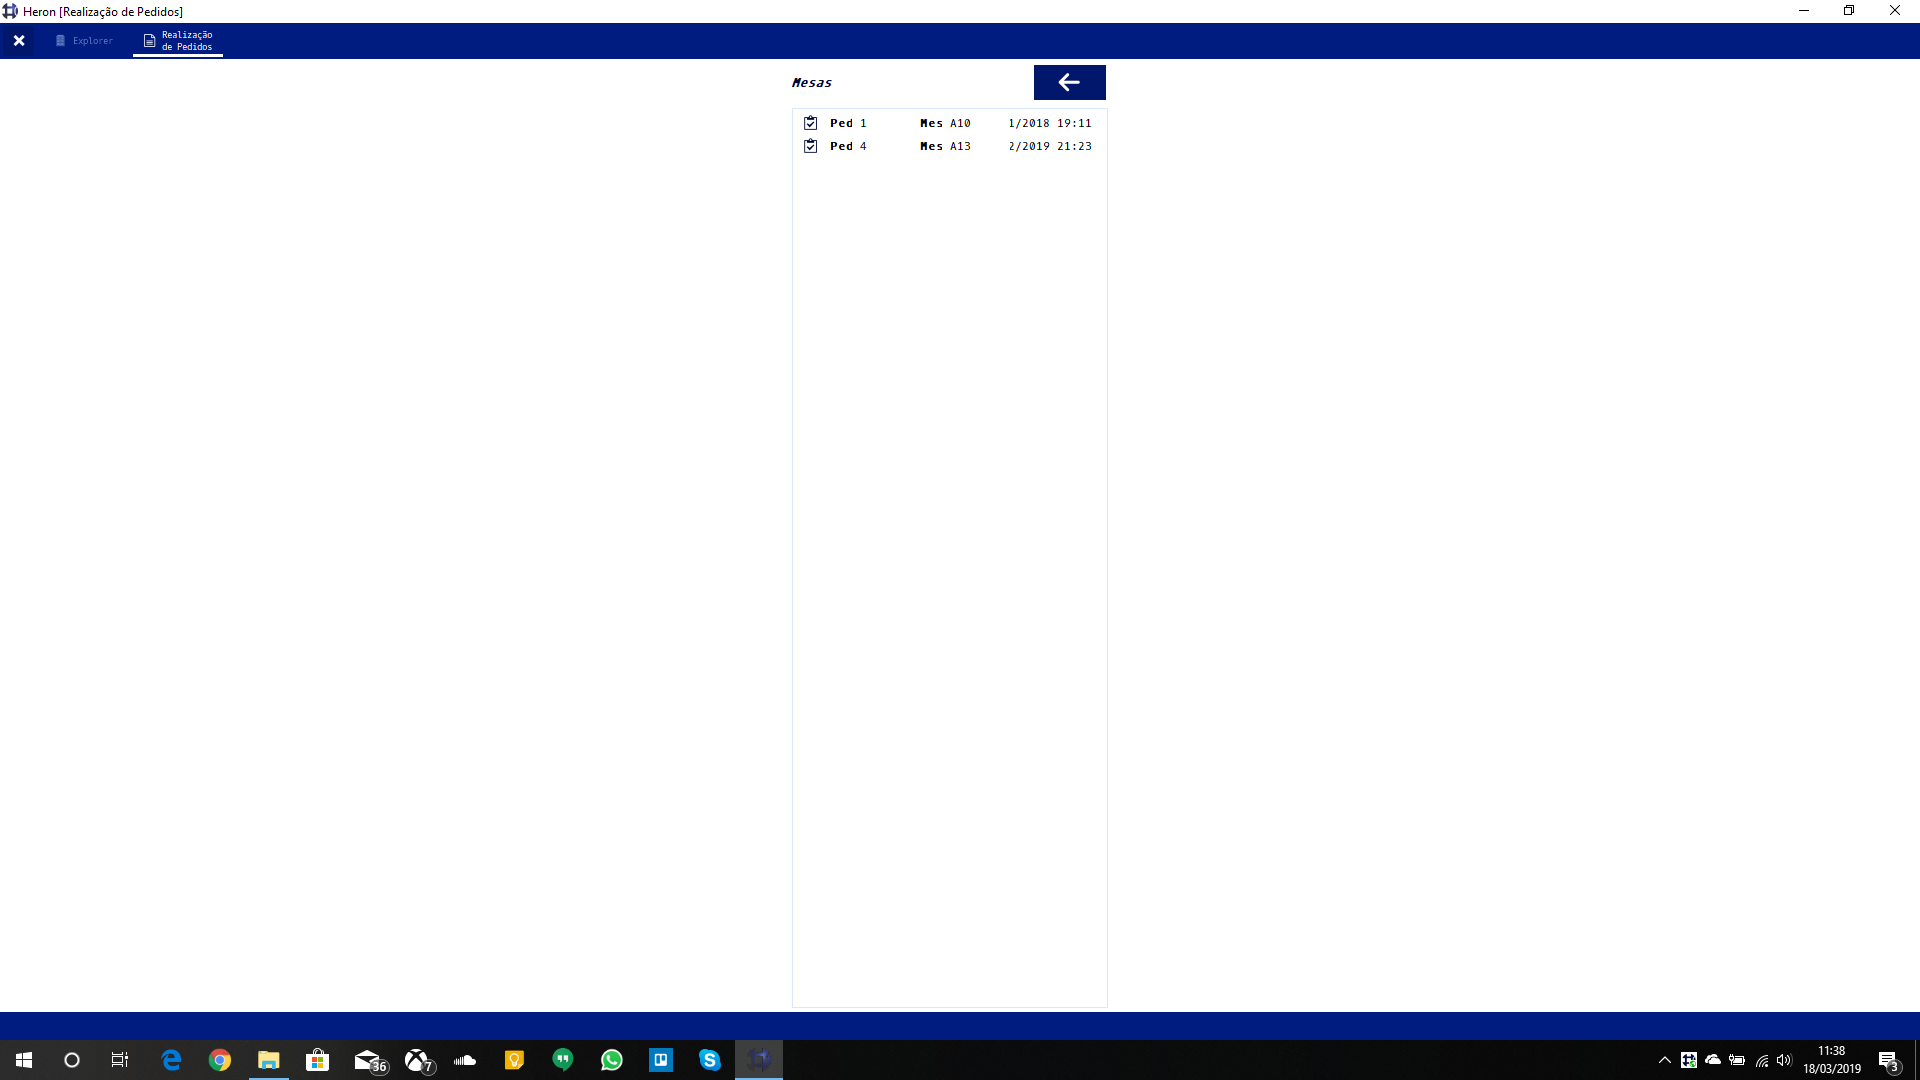 Heron [Realização de Pedidos]
Explorer
Realização
de Pedidos
Mesas
Ped 1 Mes A10 1/2018 19:11
Ped 4 Mes A13 2/2019 21:23
36
7
11:38
18/03/2019
3